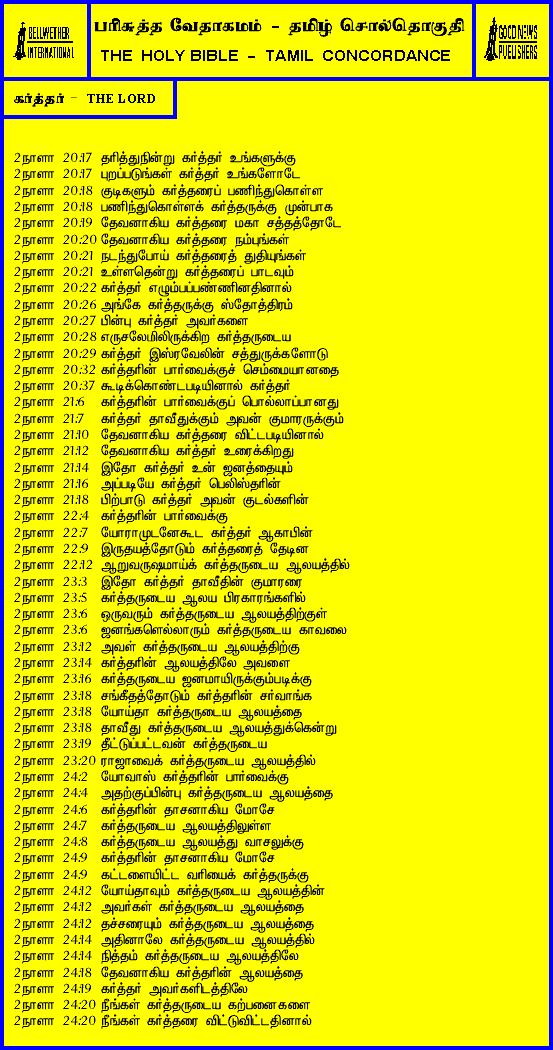 BELLWETHER
INTERNATIONAL
பரிசுத்த வேதாகமம் - தமிழ் சொல்தொகுதி
THE HOLY BIBLE - TAMIL CONCORDANCE
GOOD NEWS
PUBLISHERS
கர்த்தர் - THE LORD
2நாளா 20:17 தரித்துநின்று கர்த்தர் உங்களுக்கு
2நாளா 20:17 புறப்படுங்கள் கர்த்தர் உங்களோடே
2நாளா 20:18 குடிகளும் கர்த்தரைப் பணிந்துகொள்ள
2நாளா 20:18 பணிந்துகொள்ளக் கர்த்தருக்கு முன்பாக
2நாளா 20:19 தேவனாகிய கர்த்தரை மகா சத்தத்தோடே
2நாளா 20:20 தேவனாகிய கர்த்தரை நம்புங்கள்
2நாளா 20:21 நடந்துபோய் கர்த்தரைத் துதியுங்கள்
2நாளா 20:21 உள்ளதென்று கர்த்தரைப் பாடவும்
2நாளா 20:22 கர்த்தர் எழும்பப்பண்ணினதினால்
2நாளா 20:26 அங்கே கர்த்தருக்கு ஸ்தோத்திரம்
2நாளா 20:27 பின்பு கர்த்தர் அவர்களை
2நாளா 20:28 எருசலேமிலிருக்கிற கர்த்தருடைய
2நாளா 20:29 கர்த்தர் இஸ்ரவேலின் சத்துருக்களோடு
2நாளா 20:32 கர்த்தரின் பார்வைக்குச் செம்மையானதை
2நாளா 20:37 கூடிக்கொண்டபடியினால் கர்த்தர்
2நாளா 21:6 கர்த்தரின் பார்வைக்குப் பொல்லாப்பானது
2நாளா 21:7 கர்த்தர் தாவீதுக்கும் அவன் குமாரருக்கும்
2நாளா 21:10 தேவனாகிய கர்த்தரை விட்டபடியினால்
2நாளா 21:12 தேவனாகிய கர்த்தர் உரைக்கிறது
2நாளா 21:14 இதோ கர்த்தர் உன் ஜனத்தையும்
2நாளா 21:16 அப்படியே கர்த்தர் பெலிஸ்தரின்
2நாளா 21:18 பிற்பாடு கர்த்தர் அவன் குடல்களின்
2நாளா 22:4 கர்த்தரின் பார்வைக்கு
2நாளா 22:7 யோராமுடனேகூட கர்த்தர் ஆகாபின்
2நாளா 22:9 இருதயத்தோடும் கர்த்தரைத் தேடின
2நாளா 22:12 ஆறுவருஷமாய்க் கர்த்தருடைய ஆலயத்தில்
2நாளா 23:3 இதோ கர்த்தர் தாவீதின் குமாரரை
2நாளா 23:5 கர்த்தருடைய ஆலய பிரகாரங்களில்
2நாளா 23:6 ஒருவரும் கர்த்தருடைய ஆலயத்திற்குள்
2நாளா 23:6 ஜனங்களெல்லாரும் கர்த்தருடைய காவலை
2நாளா 23:12 அவள் கர்த்தருடைய ஆலயத்திற்கு
2நாளா 23:14 கர்த்தரின் ஆலயத்திலே அவளை
2நாளா 23:16 கர்த்தருடைய ஜனமாயிருக்கும்படிக்கு
2நாளா 23:18 சங்கீதத்தோடும் கர்த்தரின் சர்வாங்க
2நாளா 23:18 யோய்தா கர்த்தருடைய ஆலயத்தை
2நாளா 23:18 தாவீது கர்த்தருடைய ஆலயத்துக்கென்று
2நாளா 23:19 தீட்டுப்பட்டவன் கர்த்தருடைய
2நாளா 23:20 ராஜாவைக் கர்த்தருடைய ஆலயத்தில்
2நாளா 24:2 யோவாஸ் கர்த்தரின் பார்வைக்கு
2நாளா 24:4 அதற்குப்பின்பு கர்த்தருடைய ஆலயத்தை
2நாளா 24:6 கர்த்தரின் தாசனாகிய மோசே
2நாளா 24:7 கர்த்தருடைய ஆலயத்திலுள்ள
2நாளா 24:8 கர்த்தருடைய ஆலயத்து வாசலுக்கு
2நாளா 24:9 கர்த்தரின் தாசனாகிய மோசே
2நாளா 24:9 கட்டளையிட்ட வரியைக் கர்த்தருக்கு
2நாளா 24:12 யோய்தாவும் கர்த்தருடைய ஆலயத்தின்
2நாளா 24:12 அவர்கள் கர்த்தருடைய ஆலயத்தை
2நாளா 24:12 தச்சரையும் கர்த்தருடைய ஆலயத்தை
2நாளா 24:14 அதினாலே கர்த்தருடைய ஆலயத்தில்
2நாளா 24:14 நித்தம் கர்த்தருடைய ஆலயத்திலே
2நாளா 24:18 தேவனாகிய கர்த்தரின் ஆலயத்தை
2நாளா 24:19 கர்த்தர் அவர்களிடத்திலே
2நாளா 24:20 நீங்கள் கர்த்தருடைய கற்பனைகளை
2நாளா 24:20 நீங்கள் கர்த்தரை விட்டுவிட்டதினால்